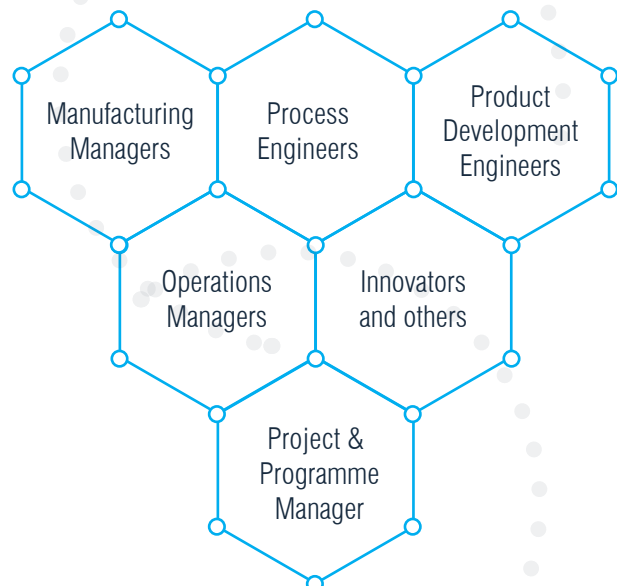 Manufacturing
Managers
Process
Engineers
Product
Development
Engineers
Operations
Managers
Innovators
and others
Project &
Programme
Manager